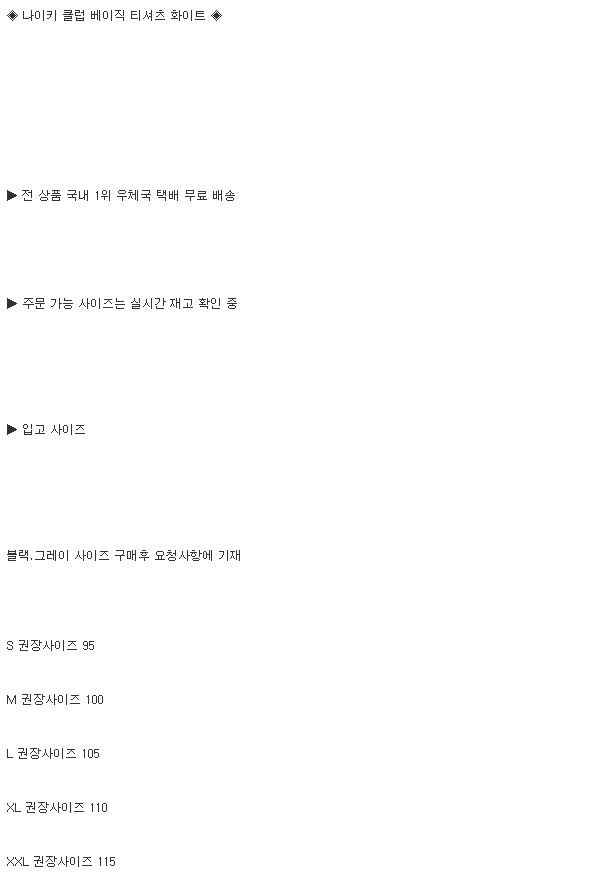 ◈ 나이키 클럽 베이직 티셔츠 화이트 ◈
▶ 전 상품 국내 1위 우체국 택배 무료 배송
▶ 주문 가능 사이즈는 실시간 재고 확인 중
▶ 입고 사이즈
블랙.그레이 사이즈 구매후 요청사항에 기재
S 권장사이즈 95
M 권장사이즈 100
L 권장사이즈 105
XL 권장사이즈 110
XXL 권장사이즈 115